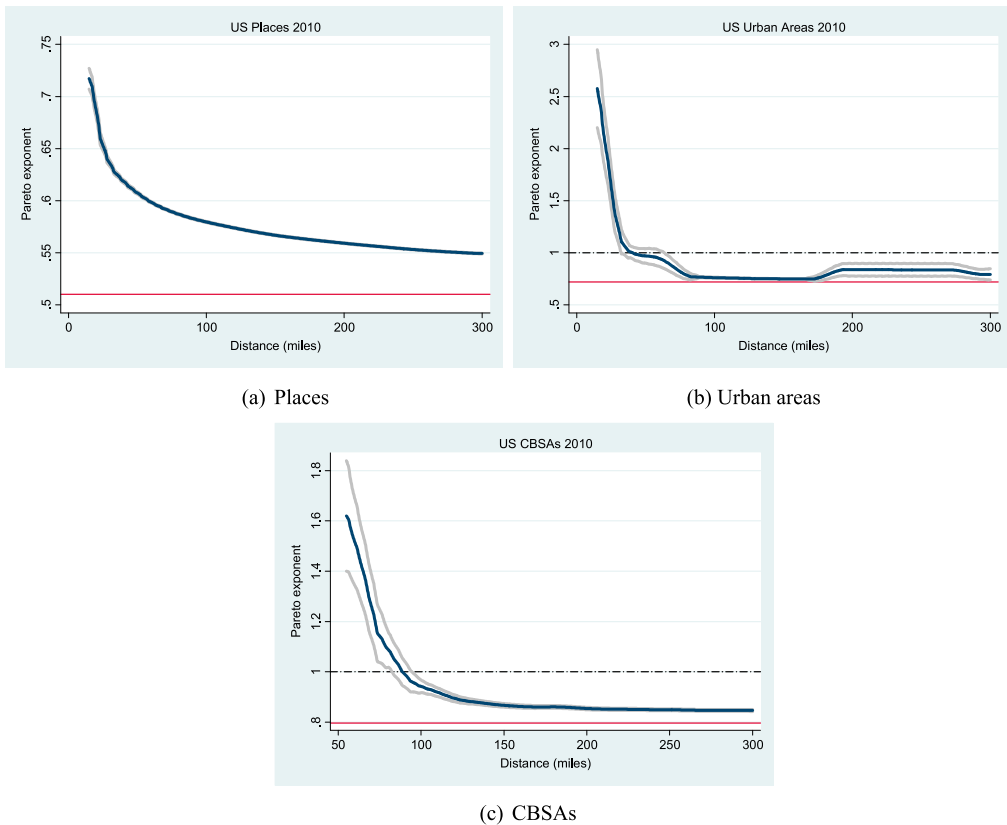 US Places 2010
Pareto exponent
.75
.7
.65
.6
.55
.5
0 100 200 300
Distance (miles)
(a) Places
US Urban Areas 2010
Pareto exponent
3
2.5
2
1.5
1
.5
0 100 200 300
Distance (miles)
(b) Urban areas
US CBSAs 2010
Pareto exponent
1.8
1.6
1.4
1.2
1
.8
50 100 150 200 250 300
Distance (miles)
(c) CBSAs